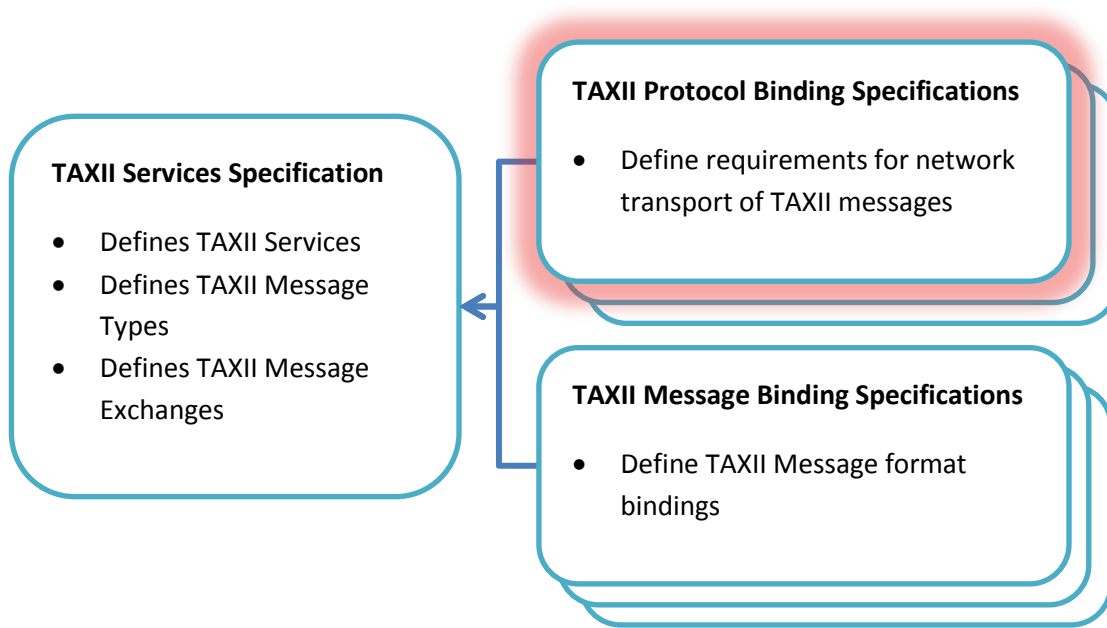 TAXII Services Specification
• Defines TAXII Services
• Defines TAXII Message
Types
• Defines TAXII Message
Exchanges
TAXII Protocol Binding Specifications
• Define requirements for network
transport of TAXII messages
TAXII Message Binding Specifications
• Define TAXII Message format
bindings